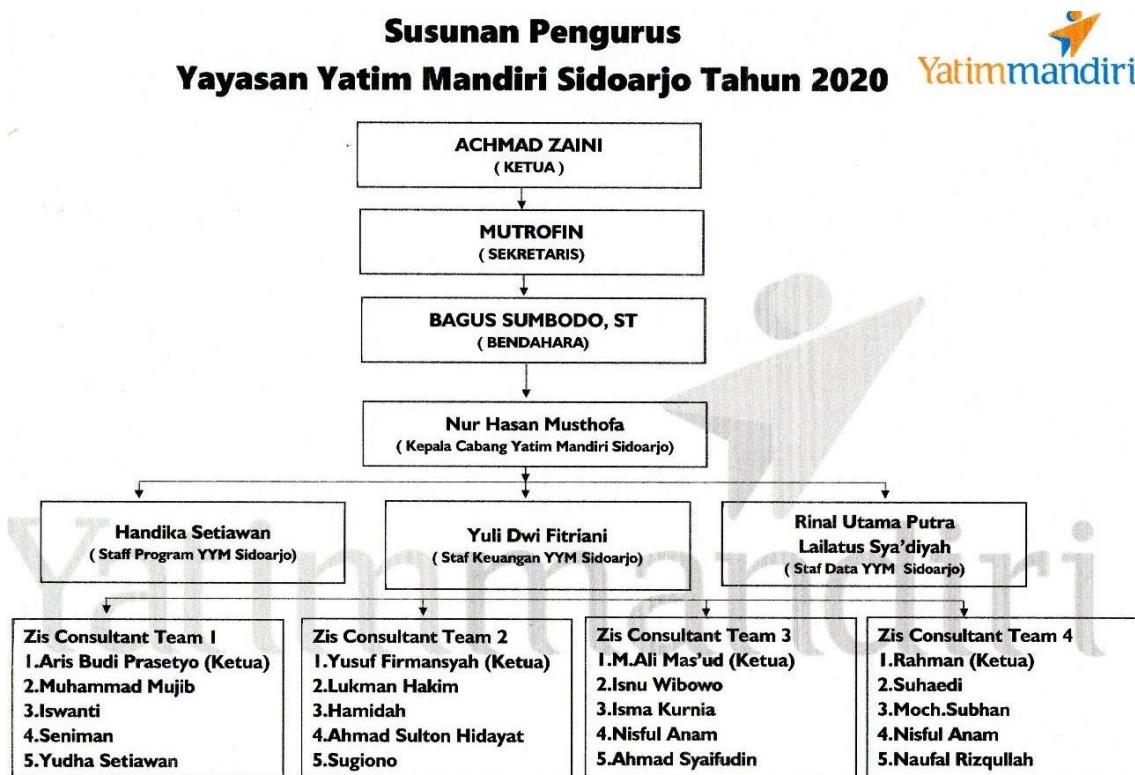 Susunan Pengurus
Yayasan Yatim Mandiri Sidoarjo Tahun 2020
Yatimmandiri
ACHMAD ZAINI
( KETUA )
MUTROFIN
( SEKRETARIS)
BAGUS SUMBODO, ST
( BENDAHARA)
Nur Hasan Musthofa
( Kepala Cabang Yatim Mandiri Sidoarjo)
Handika Setiawan
( Staff Program YYM Sidoarjo)
Yuli Dwi Fitriani
( Staf Keuangan YYM Sidoarjo)
Rinal Utama Putra
Lailatus Sya'diyah
( Staf Data YYM Sidoarjo)
Yatimmandiri
Zis Consultant Team 1
1.Aris Budi Prasetyo (Ketua)
2.Muhammad Mujib
3.Iswanti
4.Seniman
5.Yudha Setiawan
Zis Consultant Team 2
1.Yusuf Firmansyah (Ketua)
2.Lukman Hakim
3.Hamidah
4.Ahmad Sulton Hidayat
5.Sugiono
Zis Consultant Team 3
1.M.Ali Mas'ud (Ketua)
2.Isnu Wibowo
3.Isma Kurnia
4.Nisful Anam
5.Ahmad Syaifudin
Zis Consultant Team 4
1.Rahman (Ketua)
2.Suhaedi
3.Moch.Subhan
4.Nisful Anam
5.Naufal Rizqullah